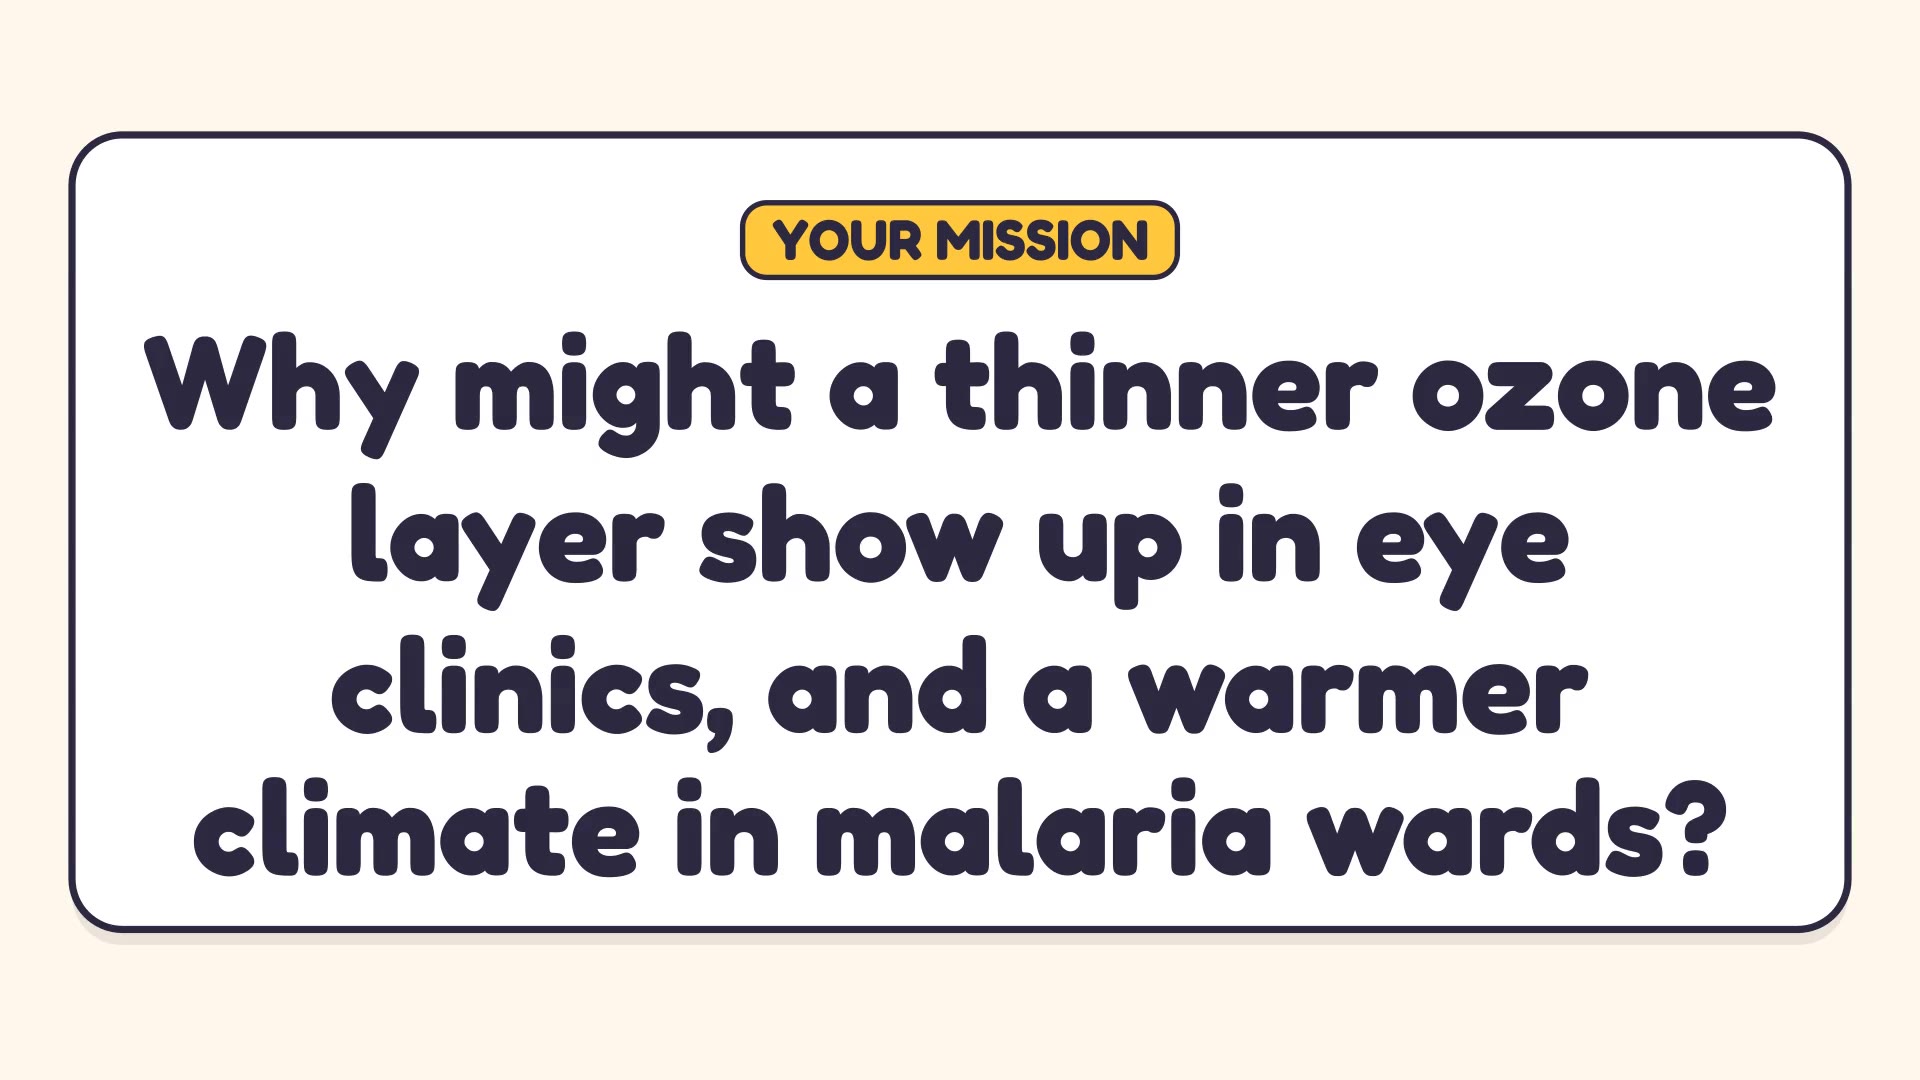 YOUR MISSION
Why might a thinner ozone
layer show up in eye
clinics, and a warmer
climate in malaria wards?